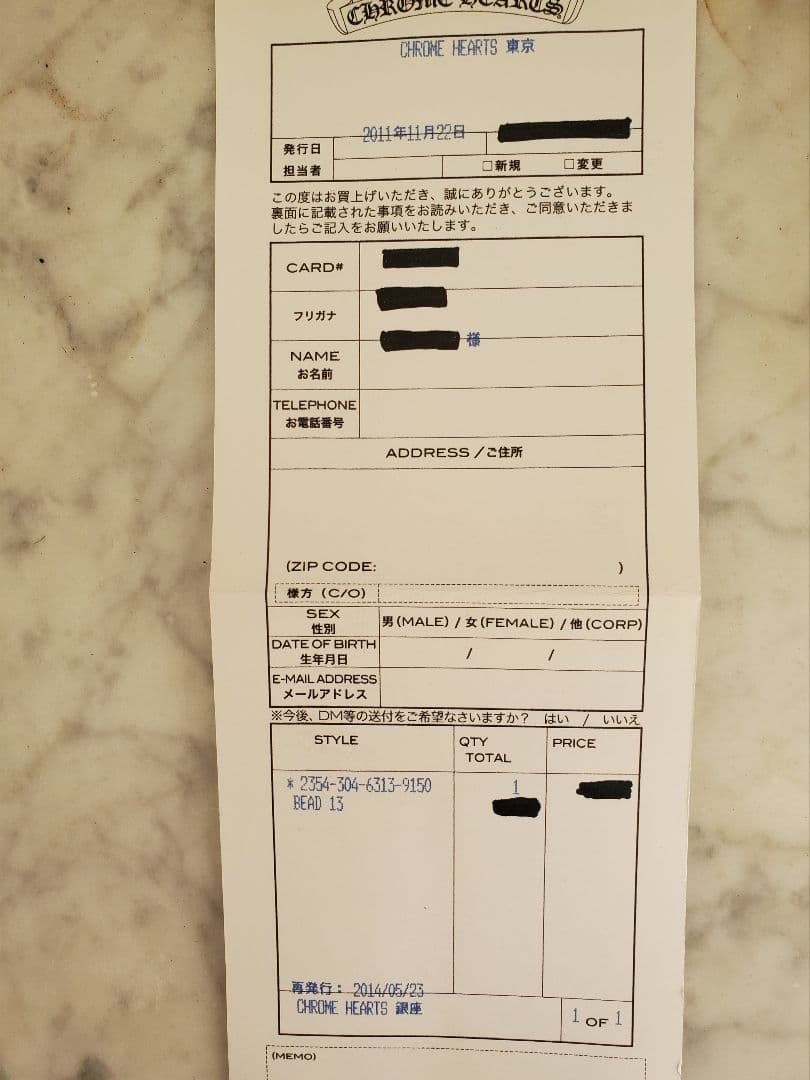 CHROME HEARTS
CHROME HEARTS 東京
発行日 2011年11月22日
担当者 □新規 □変更
この度はお買上げいただき、誠にありがとうございます。
裏面に記載された事項をお読みいただき、ご同意いただきま
したらご記入をお願いいたします。
CARD#
フリガナ
様
NAME
お名前
TELEPHONE
お電話番号
ADDRESS / ご住所
(ZIP CODE: )
様方 (C/O)
SEX
性別
男(MALE) / 女(FEMALE) / 他(CORP)
DATE OF BIRTH
生年月日
/ /
E-MAIL ADDRESS
メールアドレス
※今後、DM等の送付をご希望なさいますか? はい / いいえ
STYLE QTY PRICE
TOTAL
* 2354-304-6313-9150 1
BEAD 13
再発行: 2014/05/23
CHROME HEARTS 銀座
1 OF 1
(MEMO)